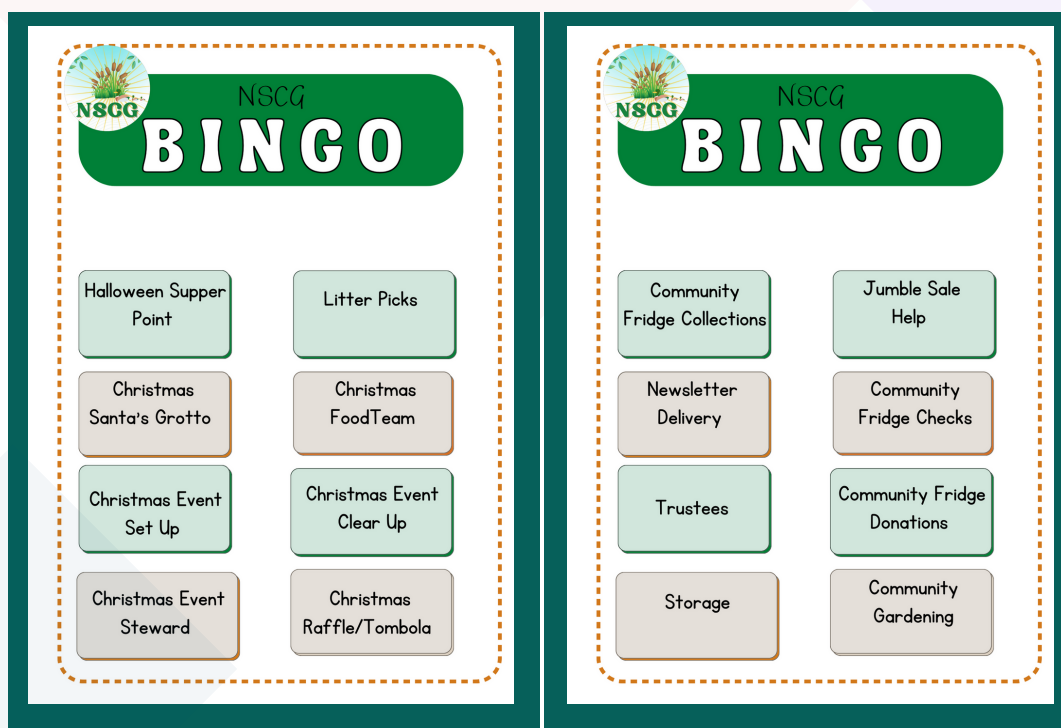 NSCG
NSCG
BINGO
Halloween Supper
Point
Litter Picks
Christmas
Santa's Grotto
Christmas
FoodTeam
Christmas Event
Set Up
Christmas Event
Clear Up
Christmas Event
Steward
Christmas
Raffle/Tombola
NSCG
NSCG
BINGO
Community
Fridge Collections
Jumble Sale
Help
Newsletter
Delivery
Community
Fridge Checks
Trustees
Community Fridge
Donations
Storage
Community
Gardening